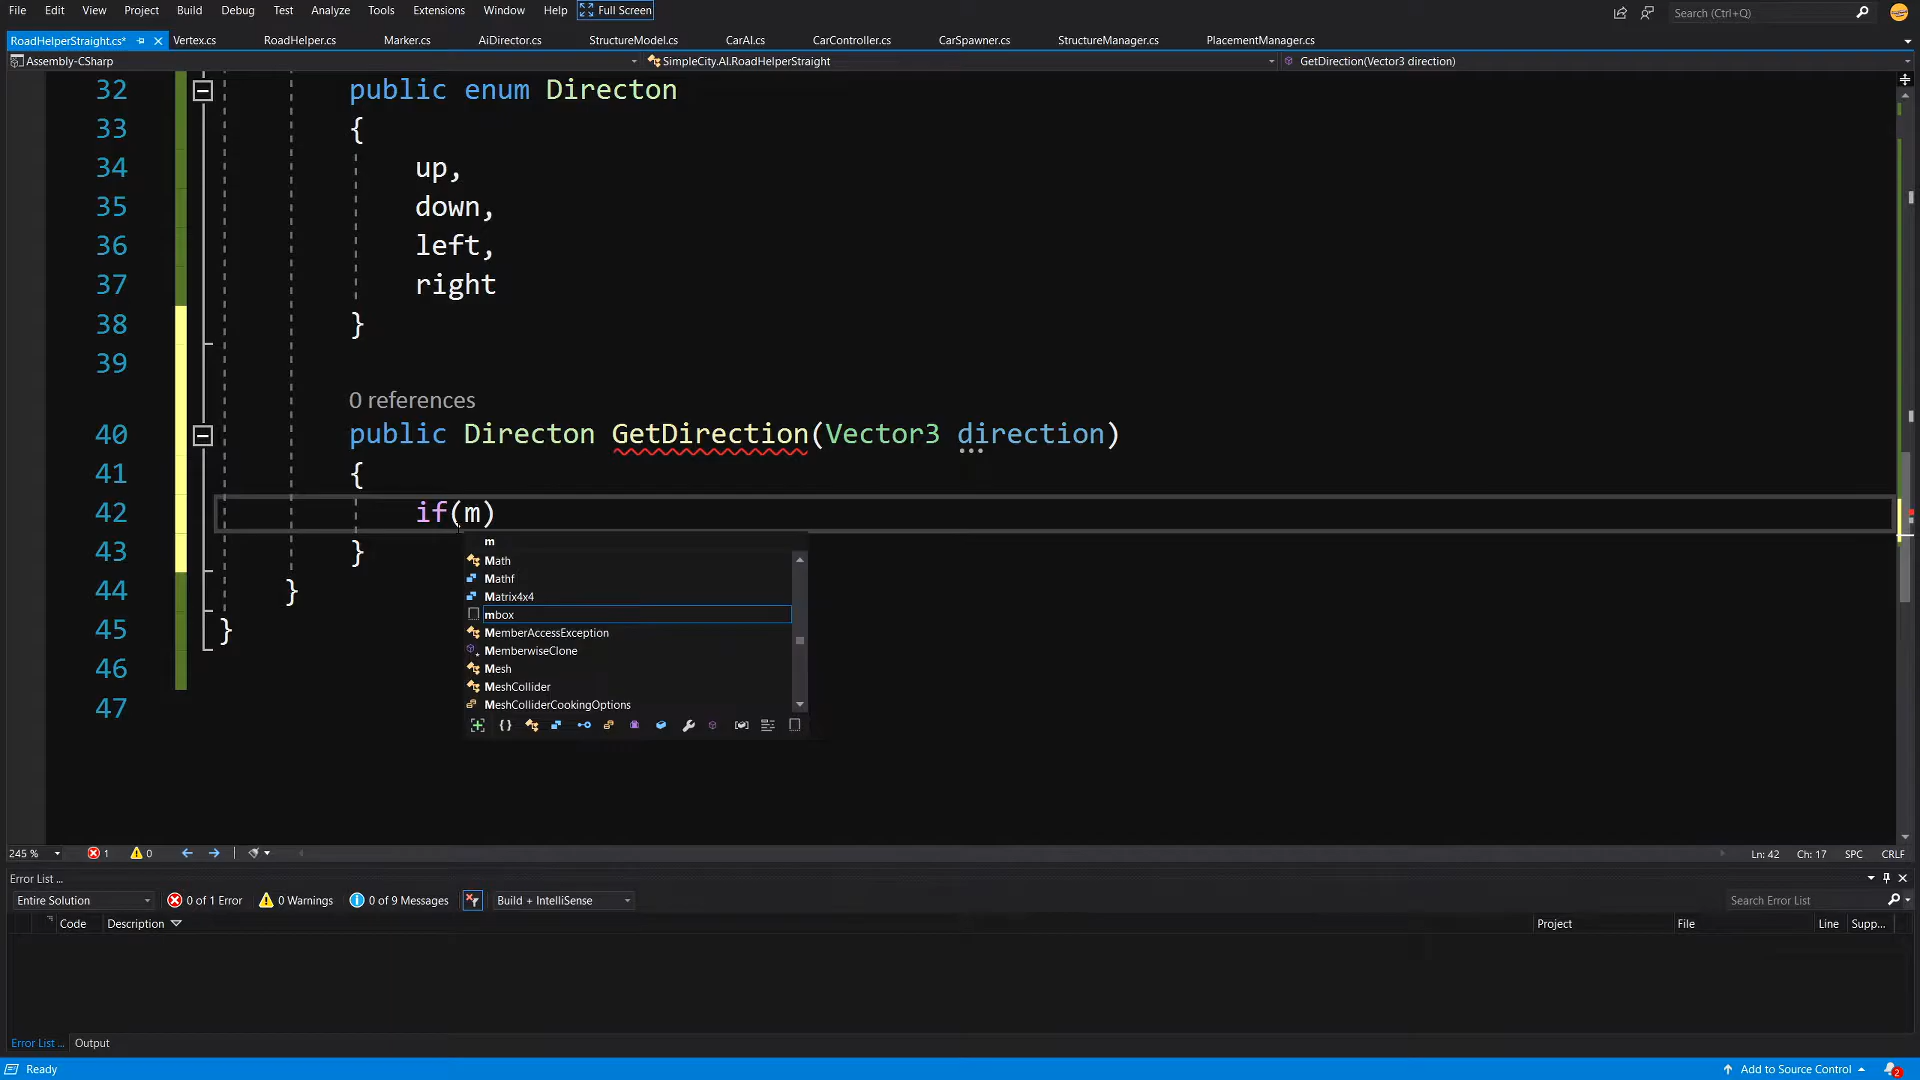 File Edit View Project Build Debug Test Analyze Tools Extensions Window Help Full Screen Search (Ctrl+Q)
RoadHelperStraight.cs* Vertex.cs RoadHelper.cs Marker.cs AiDirector.cs StructureModel.cs CarAI.cs CarController.cs CarSpawner.cs StructureManager.cs PlacementManager.cs
Assembly-CSharp SimpleCity.AI.RoadHelperStraight GetDirection(Vector3 direction)
32 public enum Directon
33 {
34 up,
35 down,
36 left,
37 right
38 }
39
0 references
40 public Directon GetDirection(Vector3 direction)
41 {
42 if(m)
m
43 }
Math
Mathf
44 }
Matrix4x4
mbox
45 }
MemberAccessException
MemberwiseClone
46
Mesh
MeshCollider
47
MeshColliderCookingOptions
245 % 1 0 Ln: 42 Ch: 17 SPC CRLF
Error List ...
Entire Solution 0 of 1 Error 0 Warnings 0 of 9 Messages Build + IntelliSense Search Error List
Code Description Project File Line Supp...
Error List ... Output
Ready Add to Source Control 2